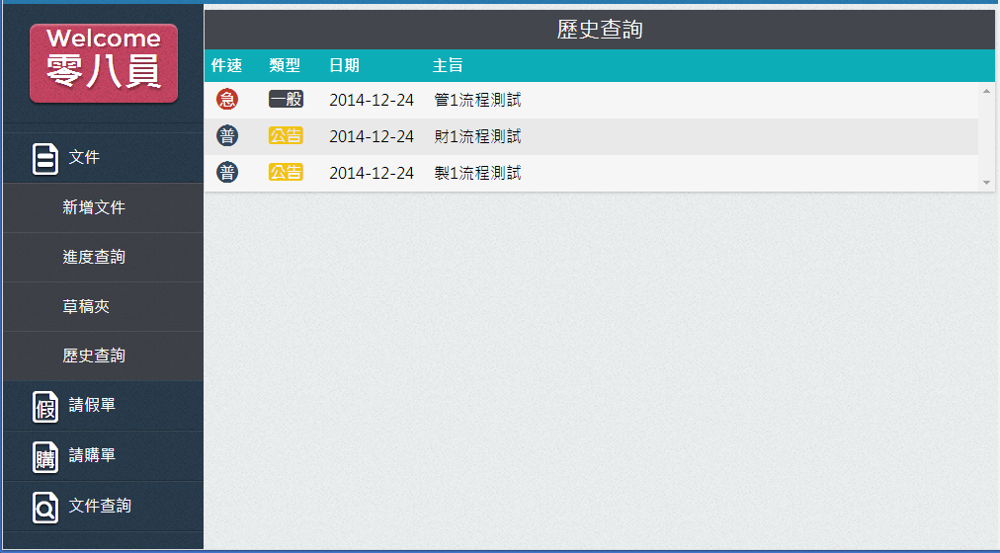 Welcome
零八員
文件
新增文件
進度查詢
草稿夾
歷史查詢
假 請假單
購 請購單
文件查詢
歷史查詢
件速 類型 日期 主旨
急 一般 2014-12-24 管1流程測試
普 公告 2014-12-24 財1流程測試
普 公告 2014-12-24 製1流程測試